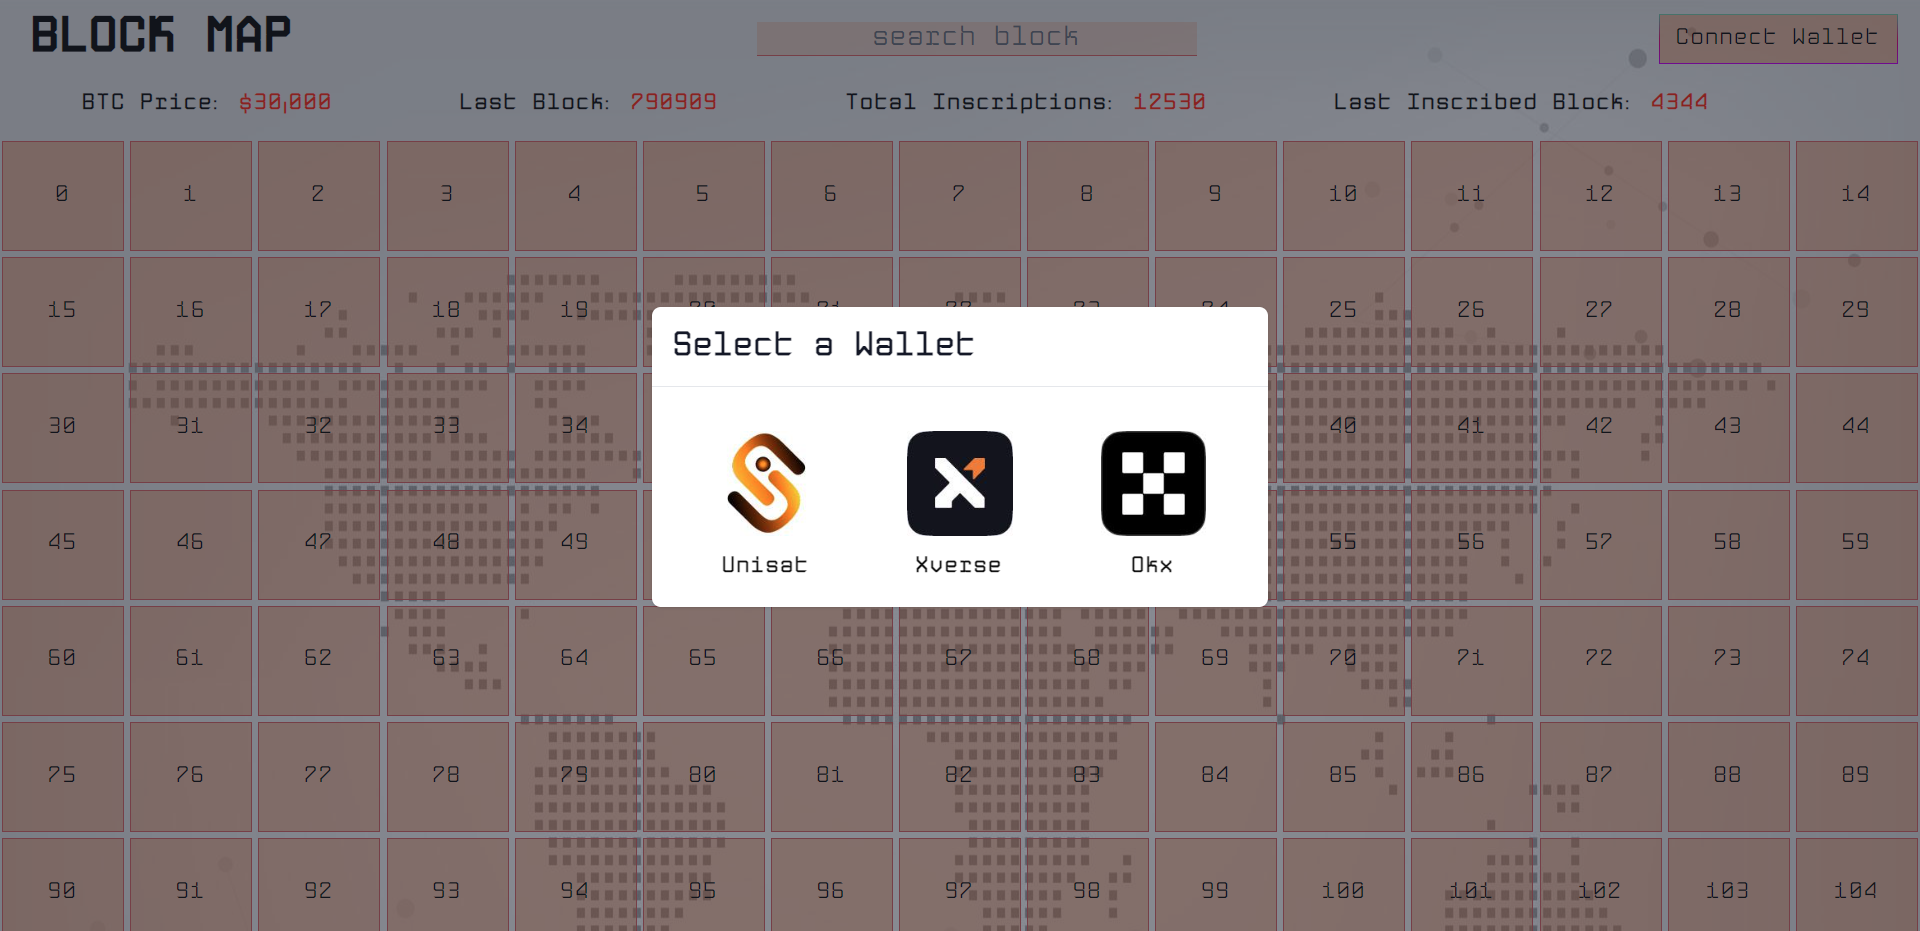 BLOCK MAP
search block
Connect Wallet
BTC Price: $30,000 Last Block: 790909 Total Inscriptions: 12530 Last Inscribed Block: 4344
0 1 2 3 4 5 6 7 8 9 10 11 12 13 14
15 16 17 18 19 25 26 27 28 29
Select a Wallet
30 31 32 33 34 40 41 42 43 44
45 46 47 48 49 55 56 57 58 59
Unisat Xverse Okx
60 61 62 63 64 65 66 67 68 69 70 71 72 73 74
75 76 77 78 79 80 81 82 83 84 85 86 87 88 89
90 91 92 93 94 95 96 97 98 99 100 101 102 103 104